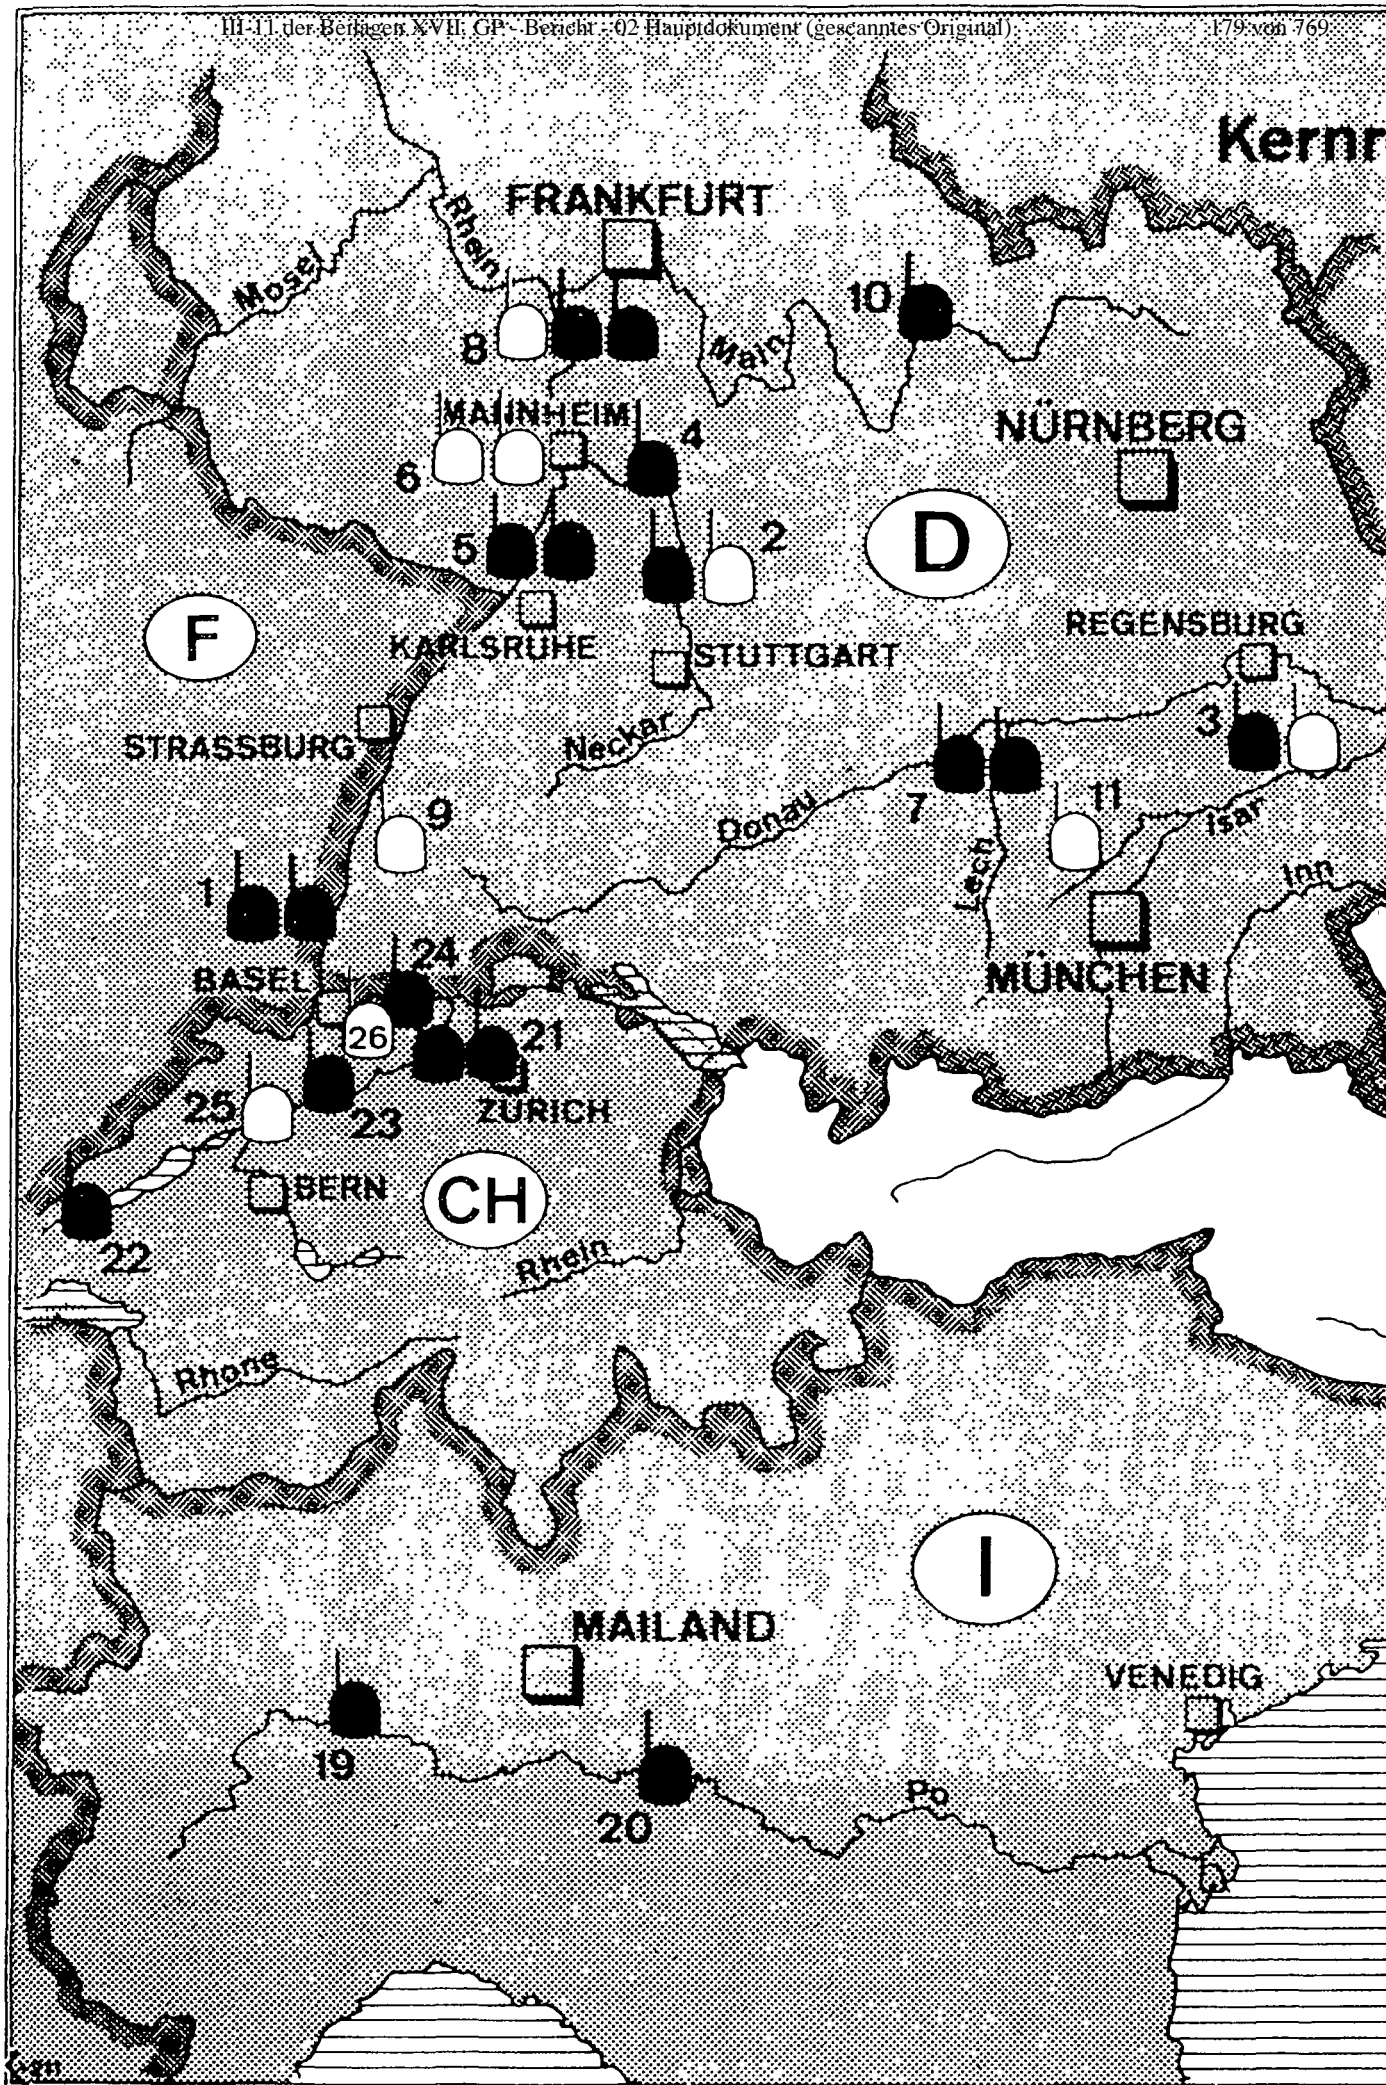 III-11 der Beilagen XVII. GP - Bericht - 02 Hauptdokument (gescanntes Original) 179 von 769
Kernr
FRANKFURT
Rhein
Mosel
10
8
Main
MANNHEIM
4
NÜRNBERG
6
5
2
D
F
REGENSBURG
KARLSRUHE
STUTTGART
3
STRASSBURG
Neckar
7
9
Donau
11
Isar
Lech
Inn
1
24
BASEL
MÜNCHEN
26
21
25
23
ZÜRICH
BERN
CH
22
Rhein
Rhone
I
MAILAND
VENEDIG
19
Po
20